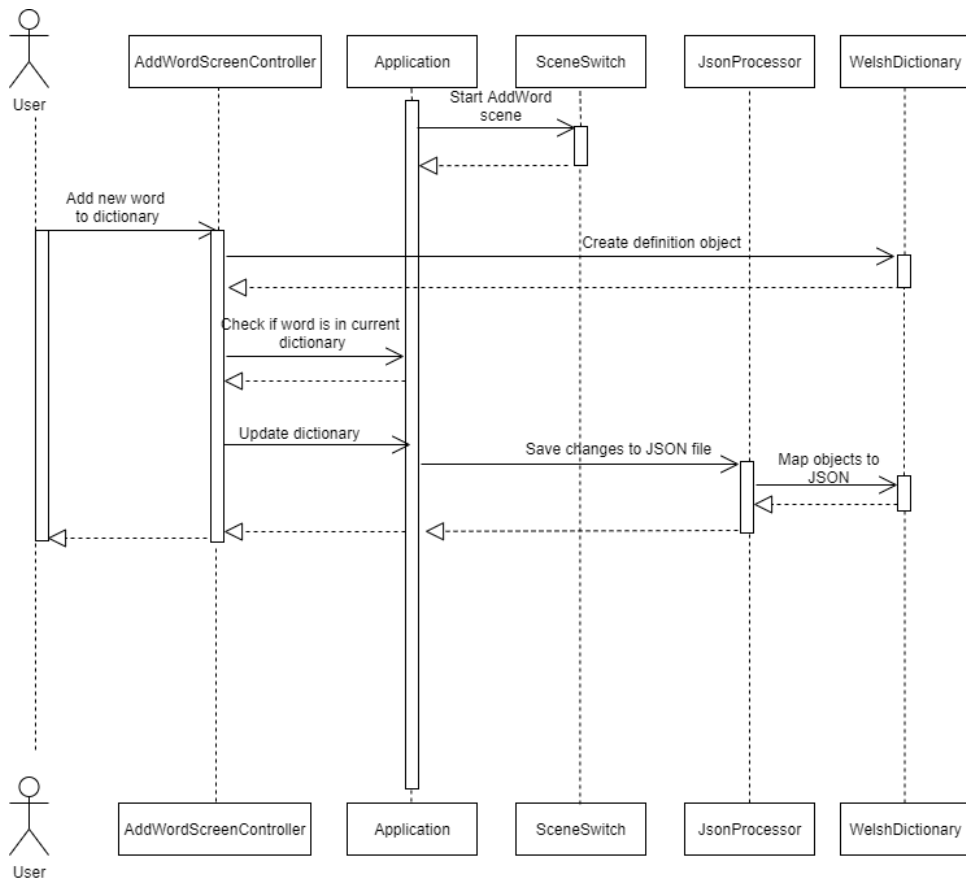 User
AddWordScreenController
Application
SceneSwitch
JsonProcessor
WelshDictionary
Start AddWord
scene
Add new word
to dictionary
Create definition object
Check if word is in current
dictionary
Update dictionary
Save changes to JSON file
Map objects to
JSON
User
AddWordScreenController
Application
SceneSwitch
JsonProcessor
WelshDictionary